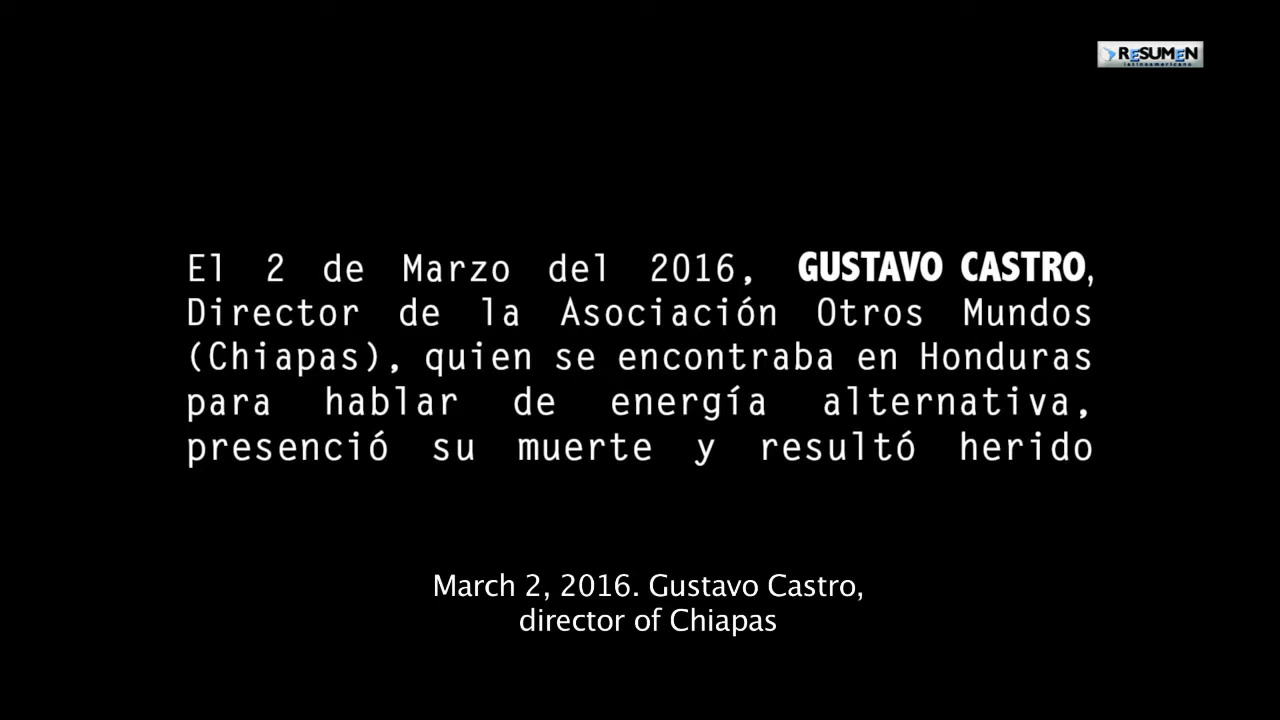 RESUMEN
latinoamericano
El 2 de Marzo del 2016, GUSTAVO CASTRO,
Director de la Asociación Otros Mundos
(Chiapas), quien se encontraba en Honduras
para hablar de energía alternativa,
presenció su muerte y resultó herido
March 2, 2016. Gustavo Castro,
director of Chiapas